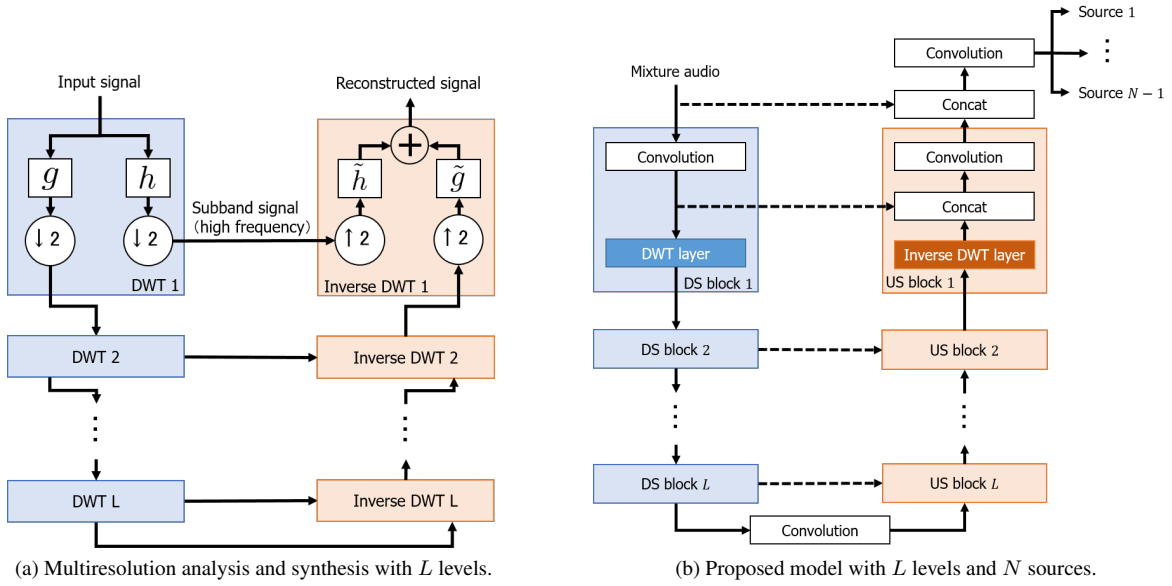 Input signal
Reconstructed signal
g
h
↓ 2
↓ 2
DWT 1
Subband signal
(high frequency)
+
h̃
g̃
↑ 2
↑ 2
Inverse DWT 1
DWT 2
Inverse DWT 2
⋮
⋮
DWT L
Inverse DWT L
(a) Multiresolution analysis and synthesis with L levels.
Mixture audio
Convolution
DWT layer
DS block 1
DS block 2
⋮
DS block L
Convolution
US block L
⋮
US block 2
US block 1
Inverse DWT layer
Concat
Convolution
Concat
Convolution
Source 1
⋮
Source N − 1
(b) Proposed model with L levels and N sources.